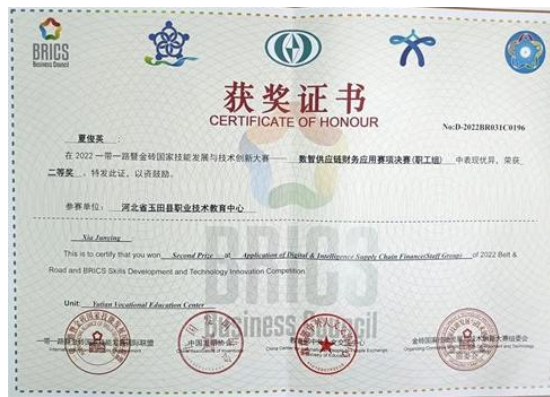 BRICS
Business Council
获奖证书
CERTIFICATE OF HONOUR
No:D-2022BR031C0196
夏俊英 :
在 2022 一带一路暨金砖国家技能发展与技术创新大赛—— 数智供应链财务应用赛项决赛(职工组) 中表现优异, 荣获
二等奖 。特发此证, 以资鼓励。
参赛单位: 河北省玉田县职业技术教育中心
Xia Junying
This is to certify that you won Second Prize at Application of Digital & Intelligence Supply Chain Finance(Staff Group) of 2022 Belt &
Road and BRICS Skills Development and Technology Innovation Competition.
Unit: Yutian Vocational Education Center
BRICS
Business Council
中国发明协会